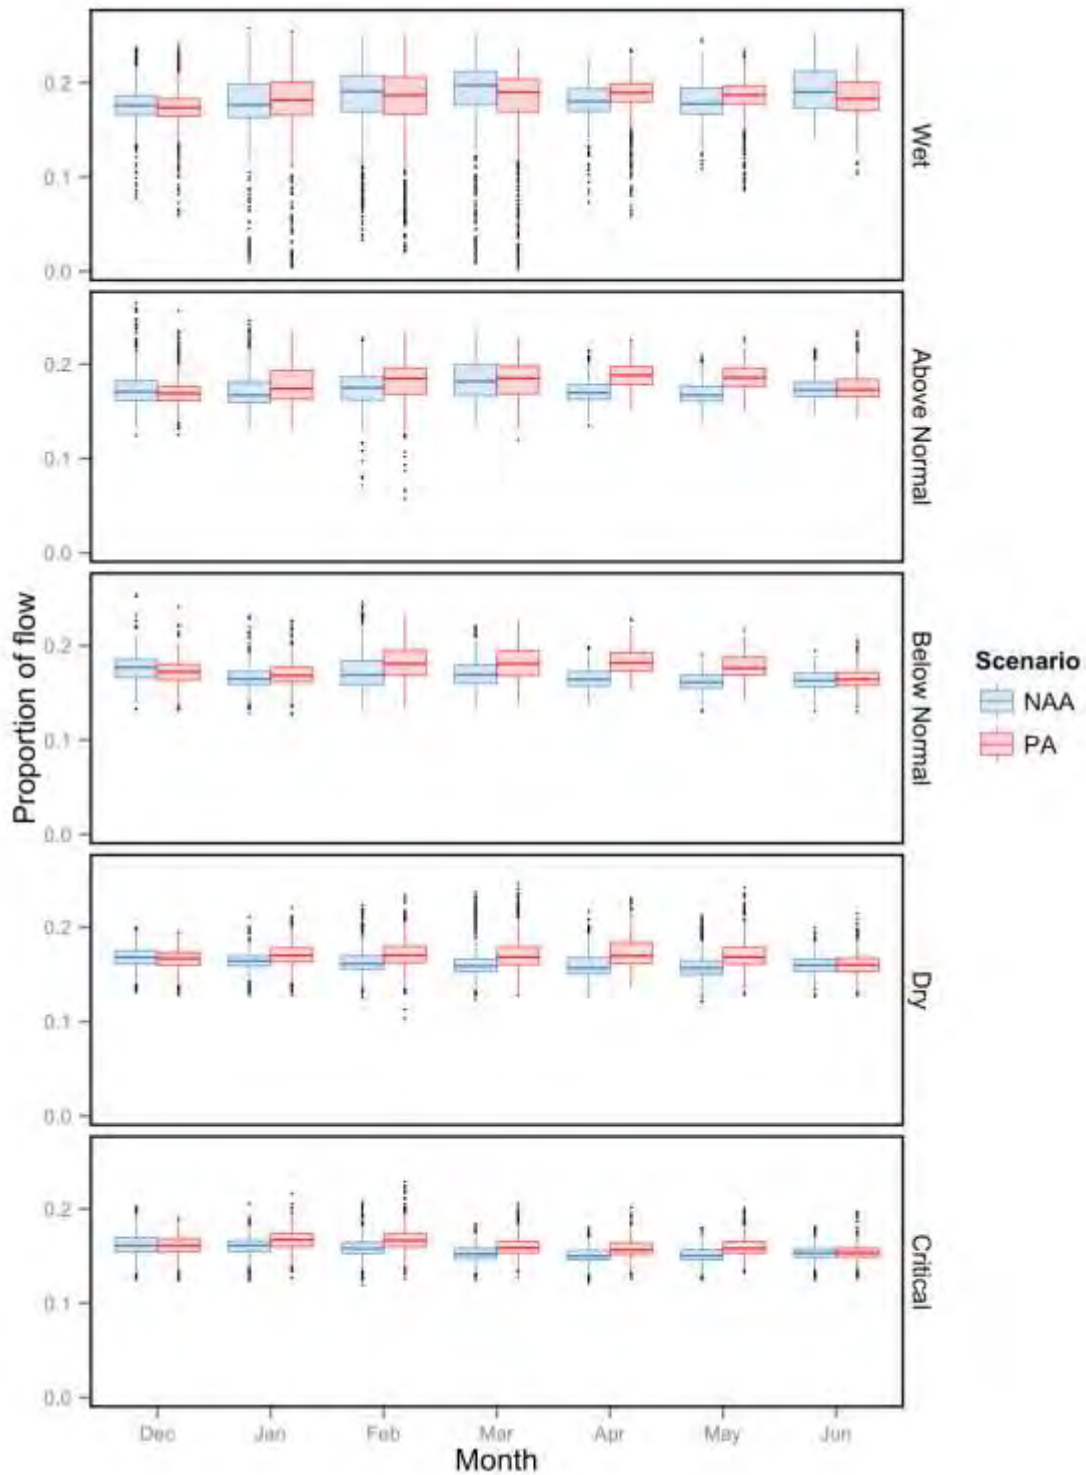 0.2
0.1
0.0
Wet
0.2
0.1
0.0
Above Normal
0.2
0.1
0.0
Below Normal
0.2
0.1
0.0
Dry
0.2
0.1
0.0
Critical
Proportion of flow
Dec Jan Feb Mar Apr May Jun
Month
Scenario
NAA
PA